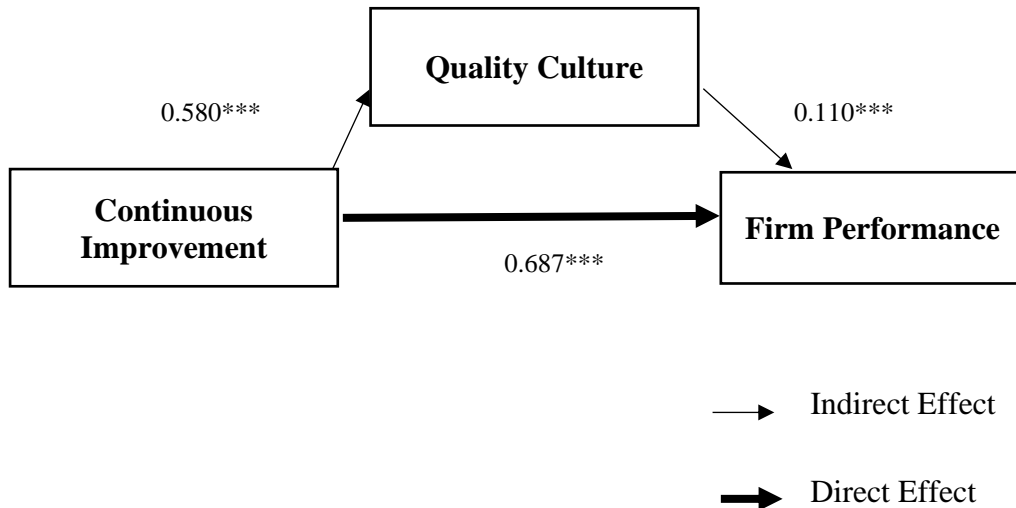 Quality Culture
0.580***
0.110***
Continuous
Improvement
Firm Performance
0.687***
Indirect Effect
Direct Effect